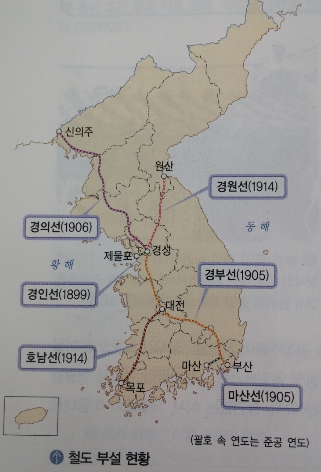 신의주
원산
경원선(1914)
경의선(1906)
동 해
황 해
제물포
경성
경인선(1899)
경부선(1905)
대전
호남선(1914)
마산
부산
목포
마산선(1905)
(괄호 속 연도는 준공 연도)
철도 부설 현황